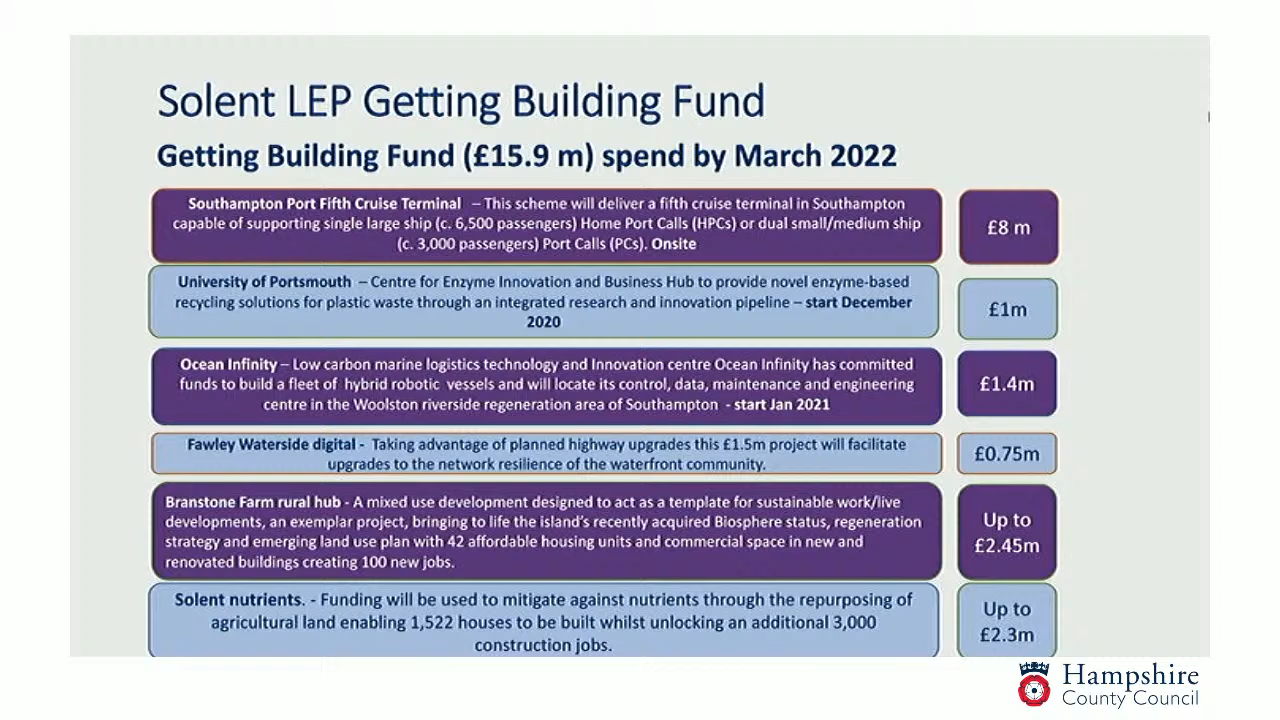 Solent LEP Getting Building Fund
Getting Building Fund (£15.9 m) spend by March 2022
Southampton Port Fifth Cruise Terminal – This scheme will deliver a fifth cruise terminal in Southampton
capable of supporting single large ship (c. 6,500 passengers) Home Port Calls (HPCs) or dual small/medium ship
(c. 3,000 passengers) Port Calls (PCs). Onsite
£8 m
University of Portsmouth – Centre for Enzyme Innovation and Business Hub to provide novel enzyme-based
recycling solutions for plastic waste through an integrated research and innovation pipeline – start December
2020
£1m
Ocean Infinity – Low carbon marine logistics technology and Innovation centre Ocean Infinity has committed
funds to build a fleet of hybrid robotic vessels and will locate its control, data, maintenance and engineering
centre in the Woolston riverside regeneration area of Southampton - start Jan 2021
£1.4m
Fawley Waterside digital - Taking advantage of planned highway upgrades this £1.5m project will facilitate
upgrades to the network resilience of the waterfront community.
£0.75m
Branstone Farm rural hub - A mixed use development designed to act as a template for sustainable work/live
developments, an exemplar project, bringing to life the island's recently acquired Biosphere status, regeneration
strategy and emerging land use plan with 42 affordable housing units and commercial space in new and
renovated buildings creating 100 new jobs.
Up to
£2.45m
Solent nutrients. - Funding will be used to mitigate against nutrients through the repurposing of
agricultural land enabling 1,522 houses to be built whilst unlocking an additional 3,000
construction jobs.
Up to
£2.3m
Hampshire
County Council